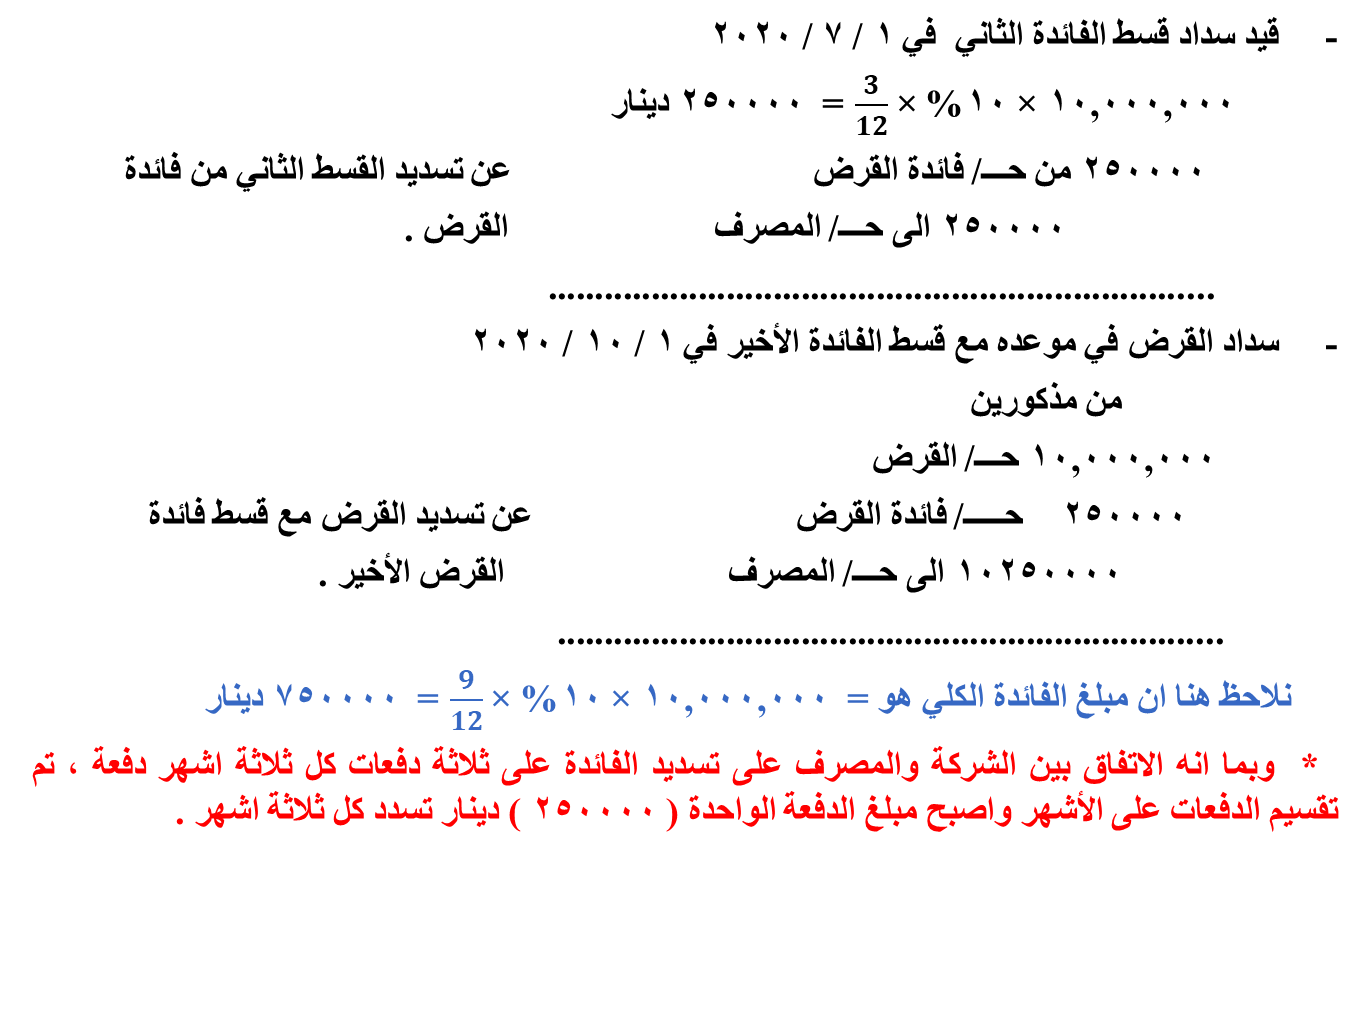 - قيد سداد قسط الفائدة الثاني في ١ / ٧ / ٢٠٢٠
١٠,٠٠٠,٠٠٠ × ١٠ % × 3/12 = ٢٥٠٠٠٠ دينار
٢٥٠٠٠٠ من حـــ/ فائدة القرض عن تسديد القسط الثاني من فائدة
٢٥٠٠٠٠ الى حـــ/ المصرف القرض .
.......................................................................
- سداد القرض في موعده مع قسط الفائدة الأخير في ١ / ١٠ / ٢٠٢٠
من مذكورين
١٠,٠٠٠,٠٠٠ حـــ/ القرض
٢٥٠٠٠٠ حــــ/ فائدة القرض عن تسديد القرض مع قسط فائدة
١٠٢٥٠٠٠٠ الى حـــ/ المصرف القرض الأخير .
.......................................................................
نلاحظ هنا ان مبلغ الفائدة الكلي هو = ١٠,٠٠٠,٠٠٠ × ١٠ % × 9/12 = ٧٥٠٠٠٠ دينار
* وبما انه الاتفاق بين الشركة والمصرف على تسديد الفائدة على ثلاثة دفعات كل ثلاثة اشهر دفعة ، تم
تقسيم الدفعات على الأشهر واصبح مبلغ الدفعة الواحدة ( ٢٥٠٠٠٠ ) دينار تسدد كل ثلاثة اشهر .